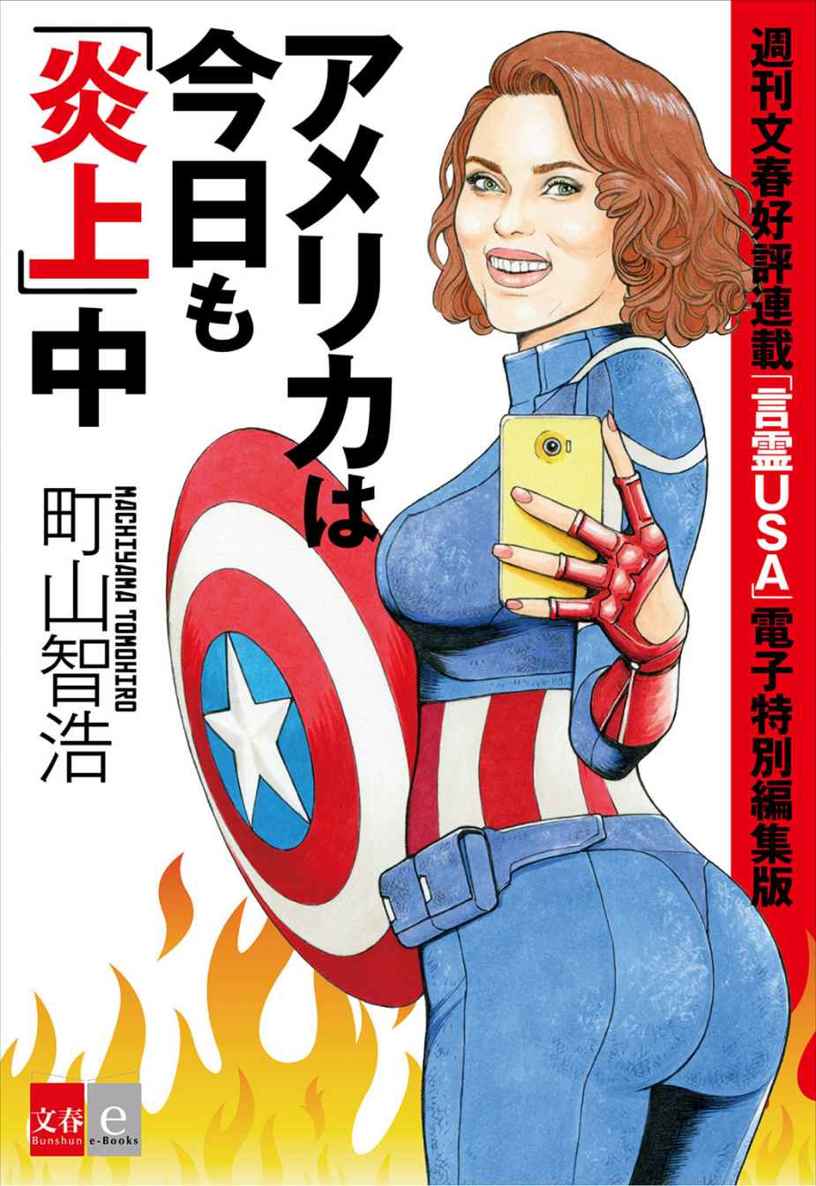 週刊文春好評連載「言霊USA」電子特別編集版
アメリカは
今日も
「炎上」中
町山智浩
MACHIYAMA TOMOHIRO
文春
Bunshun
e
e-Books